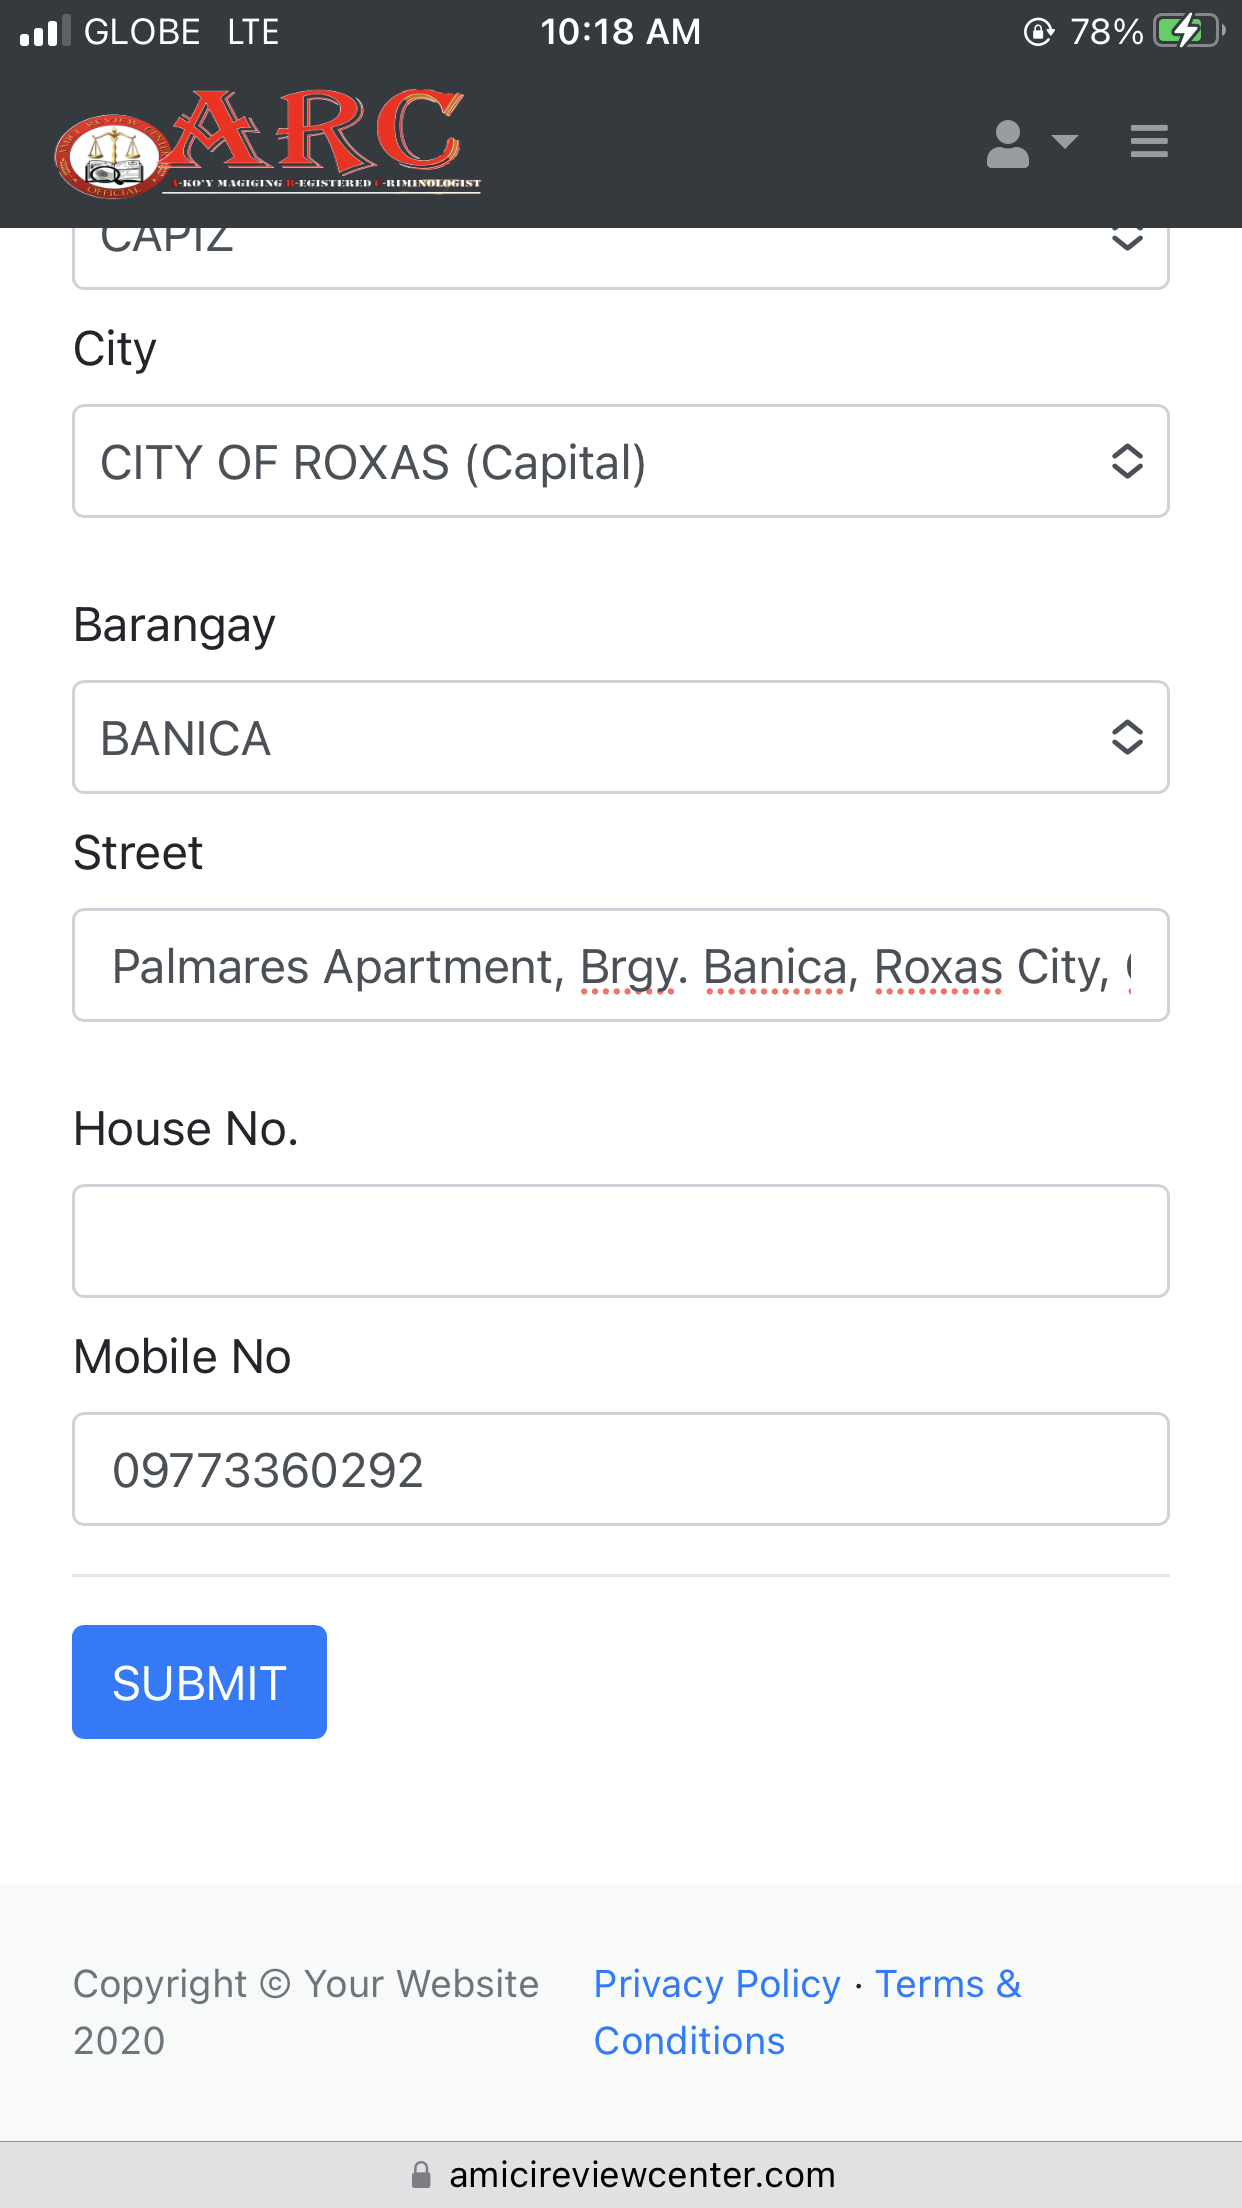 GLOBE LTE 10:18 AM 78%
ARC
A-KO'Y MAGIGING R-EGISTERED C-RIMINOLOGIST
OFFICIAL
CAPIZ
City
CITY OF ROXAS (Capital)
Barangay
BANICA
Street
Palmares Apartment, Brgy. Banica, Roxas City,
House No.
Mobile No
09773360292
SUBMIT
Copyright © Your Website 2020
Privacy Policy · Terms & Conditions
amicireviewcenter.com